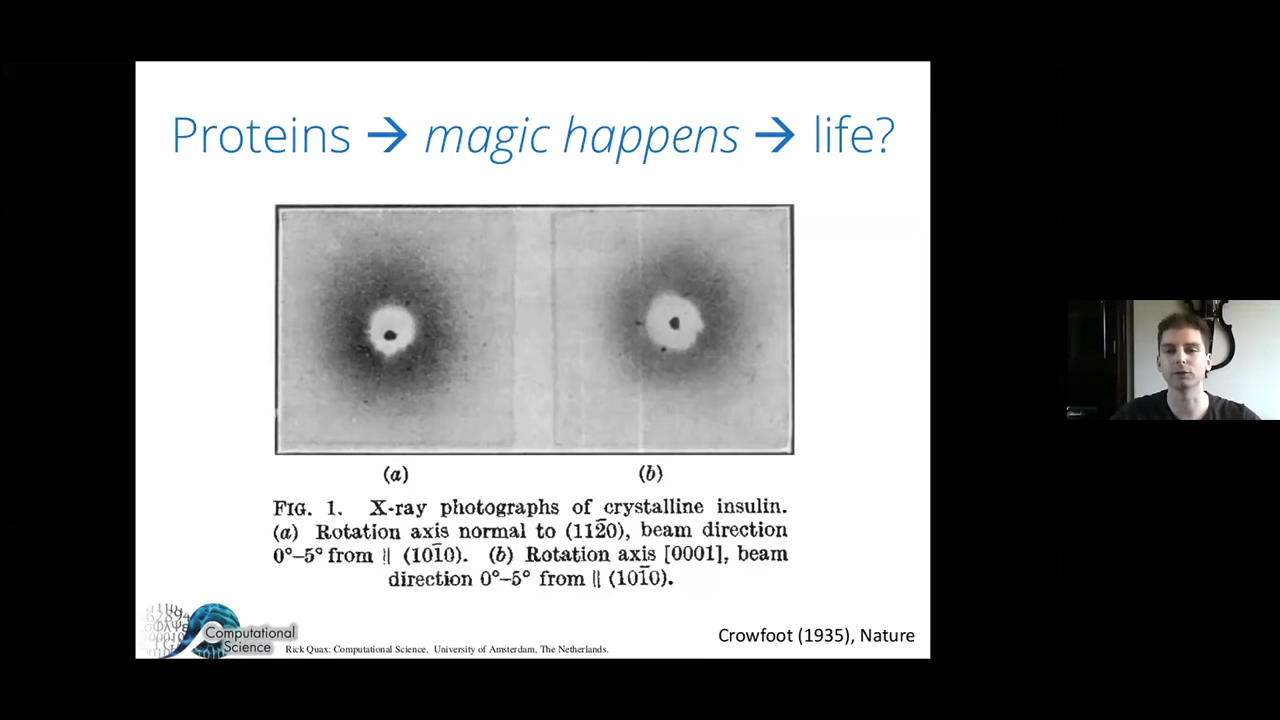 Proteins → magic happens → life?
(a) (b)
FIG. 1. X-ray photographs of crystalline insulin.
(a) Rotation axis normal to (112̄0), beam direction
0°–5° from || (101̄0). (b) Rotation axis [0001], beam
direction 0°–5° from || (101̄0).
Crowfoot (1935), Nature
Computational
Science
Rick Quax: Computational Science, University of Amsterdam, The Netherlands.